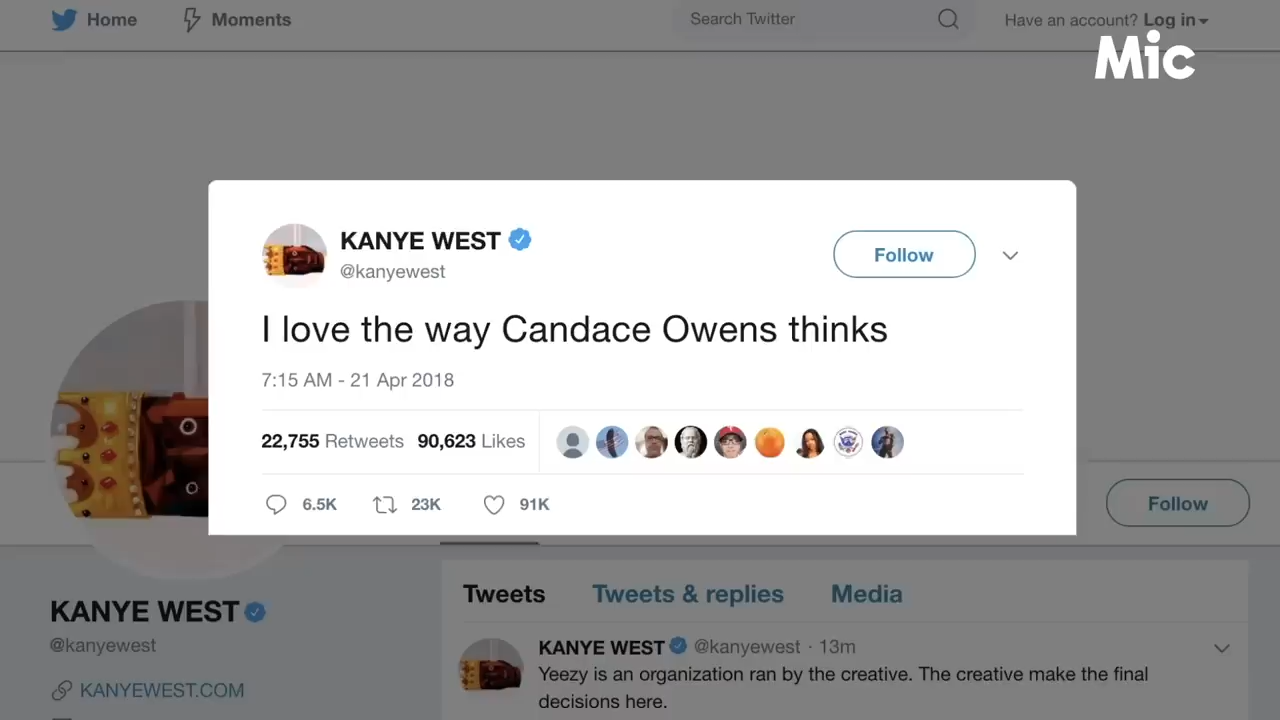 Home
Moments
Search Twitter
Have an account? Log in
Mic
KANYE WEST
@kanyewest
Follow
I love the way Candace Owens thinks
7:15 AM - 21 Apr 2018
22,755 Retweets 90,623 Likes
6.5K 23K 91K
Follow
KANYE WEST
@kanyewest
KANYEWEST.COM
Tweets Tweets & replies Media
KANYE WEST @kanyewest · 13m
Yeezy is an organization ran by the creative. The creative make the final
decisions here.